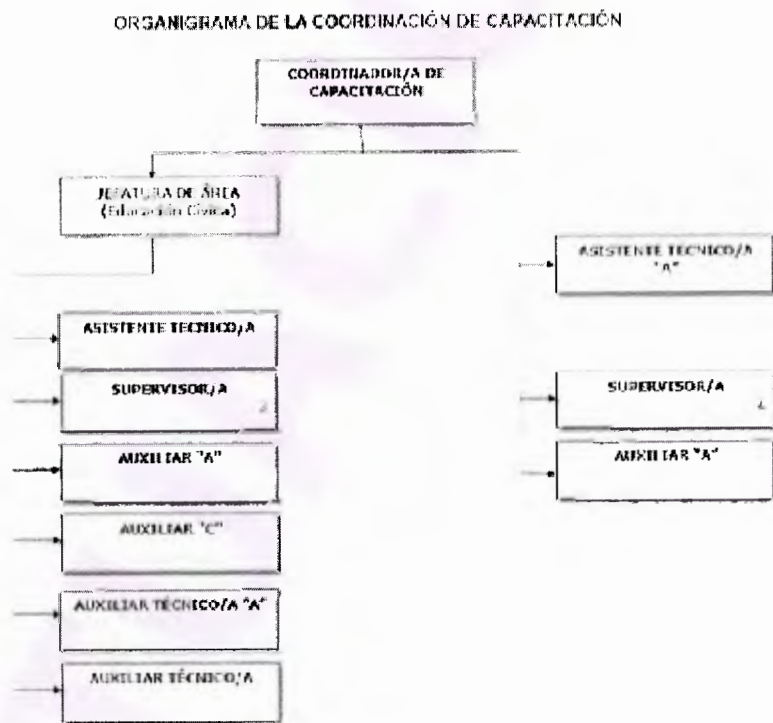 ORGANIGRAMA DE LA COORDINACIÓN DE CAPACITACIÓN
COORDINADOR/A DE
CAPACITACIÓN
JEFATURA DE ÁREA
(Educación Cívica)
ASISTENTE TECNICO/A
"A"
ASISTENTE TECNICO/A
SUPERVISOR/A
SUPERVISOR/A
AUXILIAR "A"
AUXILIAR "A"
AUXILIAR "C"
AUXILIAR TÉCNICO/A "A"
AUXILIAR TÉCNICO/A